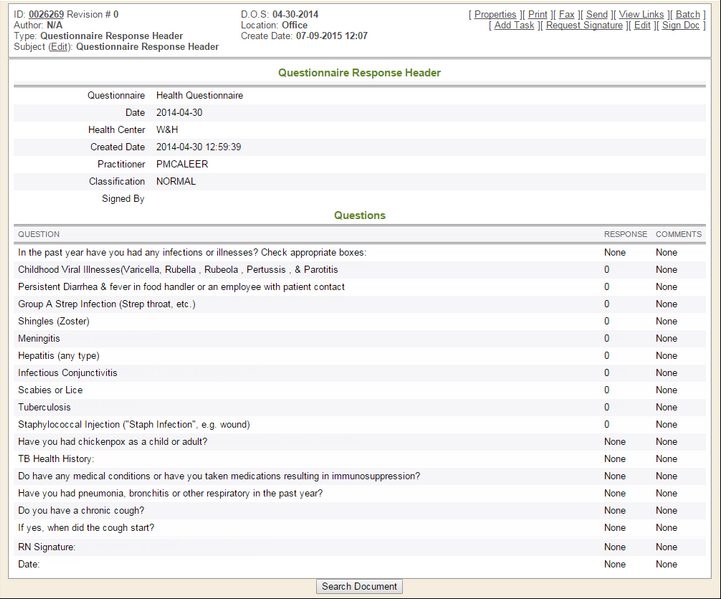 ID: 0026269 Revision # 0 D.O.S: 04-30-2014 [ Properties ][ Print ][ Fax ][ Send ][ View Links ][ Batch ]
Author: N/A Location: Office [ Add Task ][ Request Signature ][ Edit ][ Sign Doc ]
Type: Questionnaire Response Header Create Date: 07-09-2015 12:07
Subject (Edit): Questionnaire Response Header
Questionnaire Response Header
Questionnaire Health Questionnaire
Date 2014-04-30
Health Center W&H
Created Date 2014-04-30 12:59:39
Practitioner PMCALEER
Classification NORMAL
Signed By
Questions
QUESTION RESPONSE COMMENTS
In the past year have you had any infections or illnesses? Check appropriate boxes: None None
Childhood Viral Illnesses(Varicella, Rubella , Rubeola , Pertussis , & Parotitis 0 None
Persistent Diarrhea & fever in food handler or an employee with patient contact 0 None
Group A Strep Infection (Strep throat, etc.) 0 None
Shingles (Zoster) 0 None
Meningitis 0 None
Hepatitis (any type) 0 None
Infectious Conjunctivitis 0 None
Scabies or Lice 0 None
Tuberculosis 0 None
Staphylococcal Injection ("Staph Infection", e.g. wound) 0 None
Have you had chickenpox as a child or adult? None None
TB Health History: None None
Do have any medical conditions or have you taken medications resulting in immunosuppression? None None
Have you had pneumonia, bronchitis or other respiratory in the past year? None None
Do you have a chronic cough? None None
If yes, when did the cough start? None None
RN Signature: None None
Date: None None
Search Document